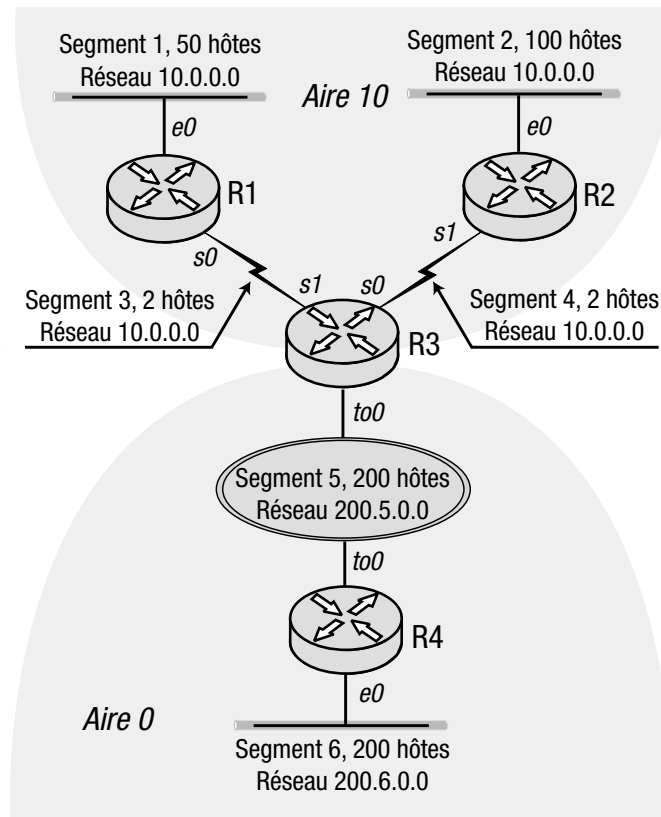 Segment 1, 50 hôtes
Réseau 10.0.0.0
Segment 2, 100 hôtes
Réseau 10.0.0.0
Aire 10
e0
e0
R1
R2
s0
s1
s1
s0
Segment 3, 2 hôtes
Réseau 10.0.0.0
Segment 4, 2 hôtes
Réseau 10.0.0.0
R3
to0
Segment 5, 200 hôtes
Réseau 200.5.0.0
to0
R4
e0
Aire 0
Segment 6, 200 hôtes
Réseau 200.6.0.0